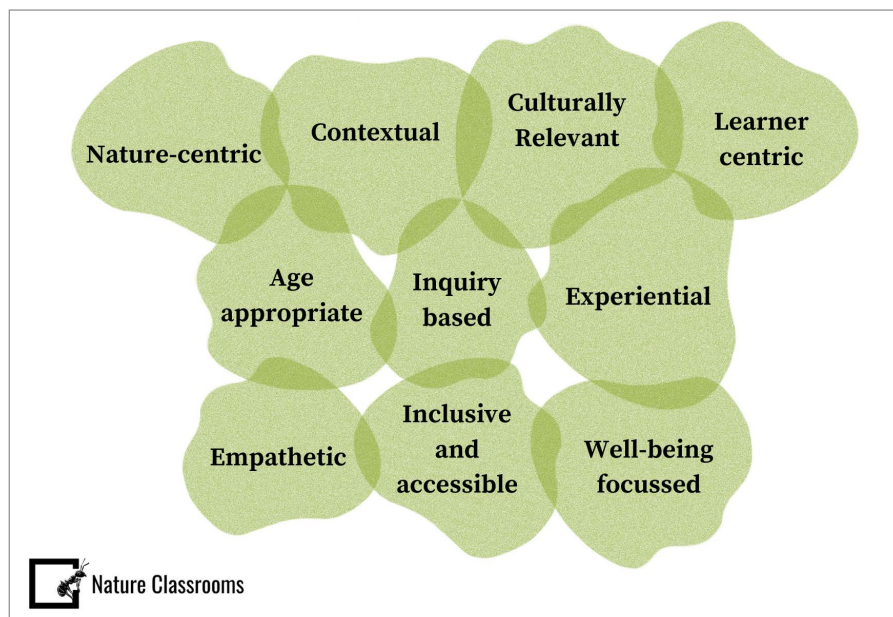 Nature-centric
Contextual
Culturally
Relevant
Learner
centric
Age
appropriate
Inquiry
based
Experiential
Empathetic
Inclusive
and
accessible
Well-being
focussed
Nature Classrooms